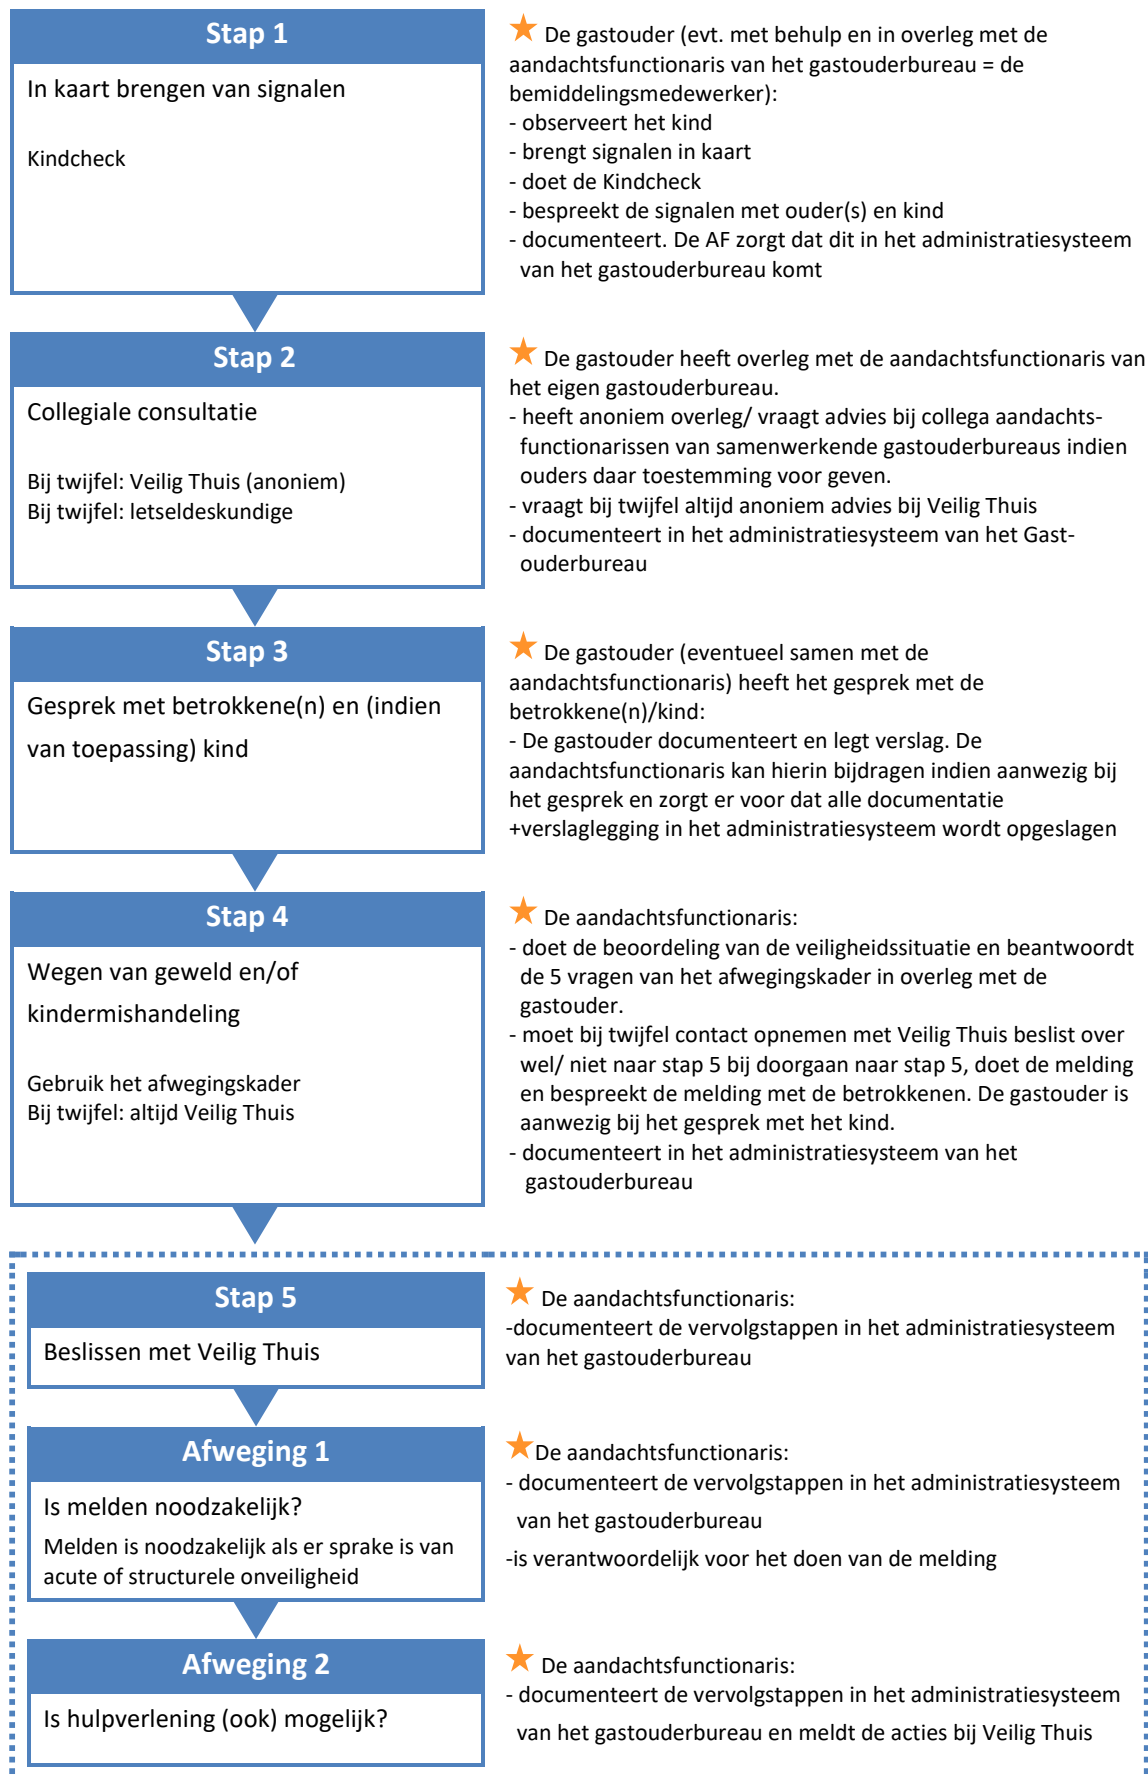 Stap 1
In kaart brengen van signalen
Kindcheck
De gastouder (evt. met behulp en in overleg met de
aandachtsfunctionaris van het gastouderbureau = de
bemiddelingsmedewerker):
- observeert het kind
- brengt signalen in kaart
- doet de Kindcheck
- bespreekt de signalen met ouder(s) en kind
- documenteert. De AF zorgt dat dit in het administratiesysteem
van het gastouderbureau komt
Stap 2
Collegiale consultatie
Bij twijfel: Veilig Thuis (anoniem)
Bij twijfel: letseldeskundige
De gastouder heeft overleg met de aandachtsfunctionaris van
het eigen gastouderbureau.
- heeft anoniem overleg/ vraagt advies bij collega aandachts-
functionarissen van samenwerkende gastouderbureaus indien
ouders daar toestemming voor geven.
- vraagt bij twijfel altijd anoniem advies bij Veilig Thuis
- documenteert in het administratiesysteem van het Gast-
ouderbureau
Stap 3
Gesprek met betrokkene(n) en (indien
van toepassing) kind
De gastouder (eventueel samen met de
aandachtsfunctionaris) heeft het gesprek met de
betrokkene(n)/kind:
- De gastouder documenteert en legt verslag. De
aandachtsfunctionaris kan hierin bijdragen indien aanwezig bij
het gesprek en zorgt er voor dat alle documentatie
+verslaglegging in het administratiesysteem wordt opgeslagen
Stap 4
Wegen van geweld en/of
kindermishandeling
Gebruik het afwegingskader
Bij twijfel: altijd Veilig Thuis
De aandachtsfunctionaris:
- doet de beoordeling van de veiligheidssituatie en beantwoordt
de 5 vragen van het afwegingskader in overleg met de
gastouder.
- moet bij twijfel contact opnemen met Veilig Thuis beslist over
wel/ niet naar stap 5 bij doorgaan naar stap 5, doet de melding
en bespreekt de melding met de betrokkenen. De gastouder is
aanwezig bij het gesprek met het kind.
- documenteert in het administratiesysteem van het
gastouderbureau
Stap 5
Beslissen met Veilig Thuis
De aandachtsfunctionaris:
-documenteert de vervolgstappen in het administratiesysteem
van het gastouderbureau
Afweging 1
Is melden noodzakelijk?
Melden is noodzakelijk als er sprake is van
acute of structurele onveiligheid
De aandachtsfunctionaris:
- documenteert de vervolgstappen in het administratiesysteem
van het gastouderbureau
-is verantwoordelijk voor het doen van de melding
Afweging 2
Is hulpverlening (ook) mogelijk?
De aandachtsfunctionaris:
- documenteert de vervolgstappen in het administratiesysteem
van het gastouderbureau en meldt de acties bij Veilig Thuis